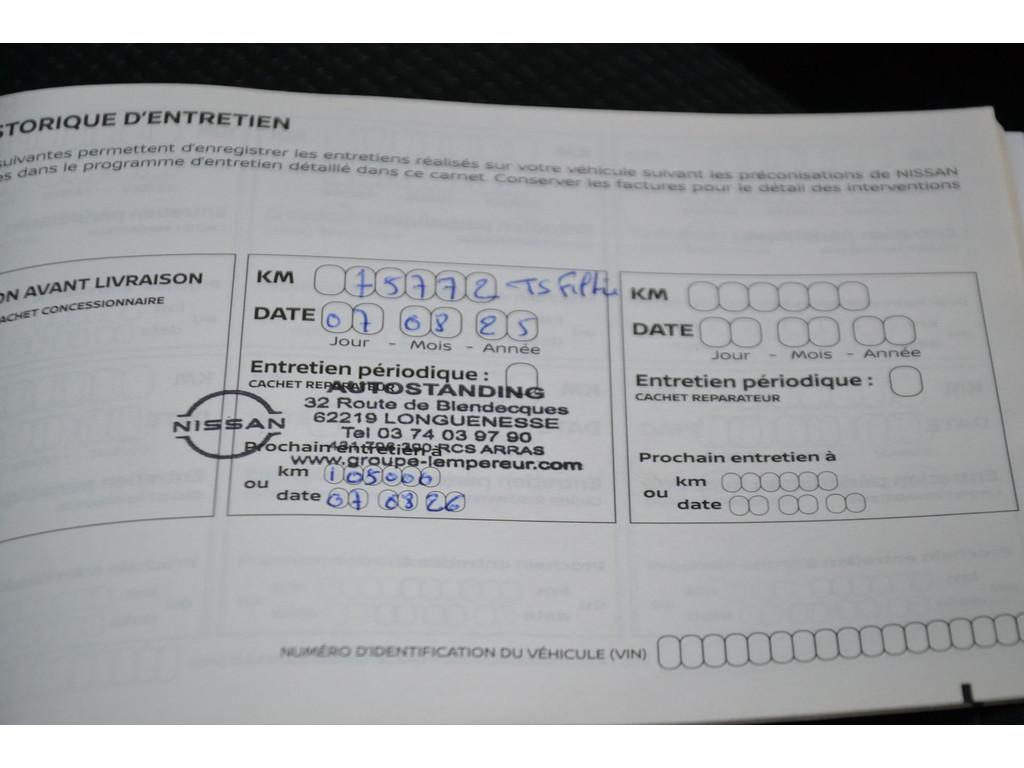 STORIQUE D'ENTRETIEN
suivantes permettent d'enregistrer les entretiens réalisés sur votre véhicule suivant les préconisations de NISSAN
dans le programme d'entretien détaillé dans ce carnet. Conserver les factures pour le détail des interventions
ON AVANT LIVRAISON
ACHET CONCESSIONNAIRE
KM 75772 TS Filtre
DATE 07 08 25
Jour - Mois - Année
Entretien périodique :
CACHET REPARATEUR
AUTOSTANDING
32 Route de Blendecques
62219 LONGUENESSE
Tel 03 74 03 97 90
RCS ARRAS
www.groupe-lempereur.com
NISSAN
Prochain entretien à
km 105000
ou
date 07 08 26
KM
DATE
Jour - Mois - Année
Entretien périodique :
CACHET REPARATEUR
Prochain entretien à
km
ou
date
NUMÉRO D'IDENTIFICATION DU VÉHICULE (VIN)